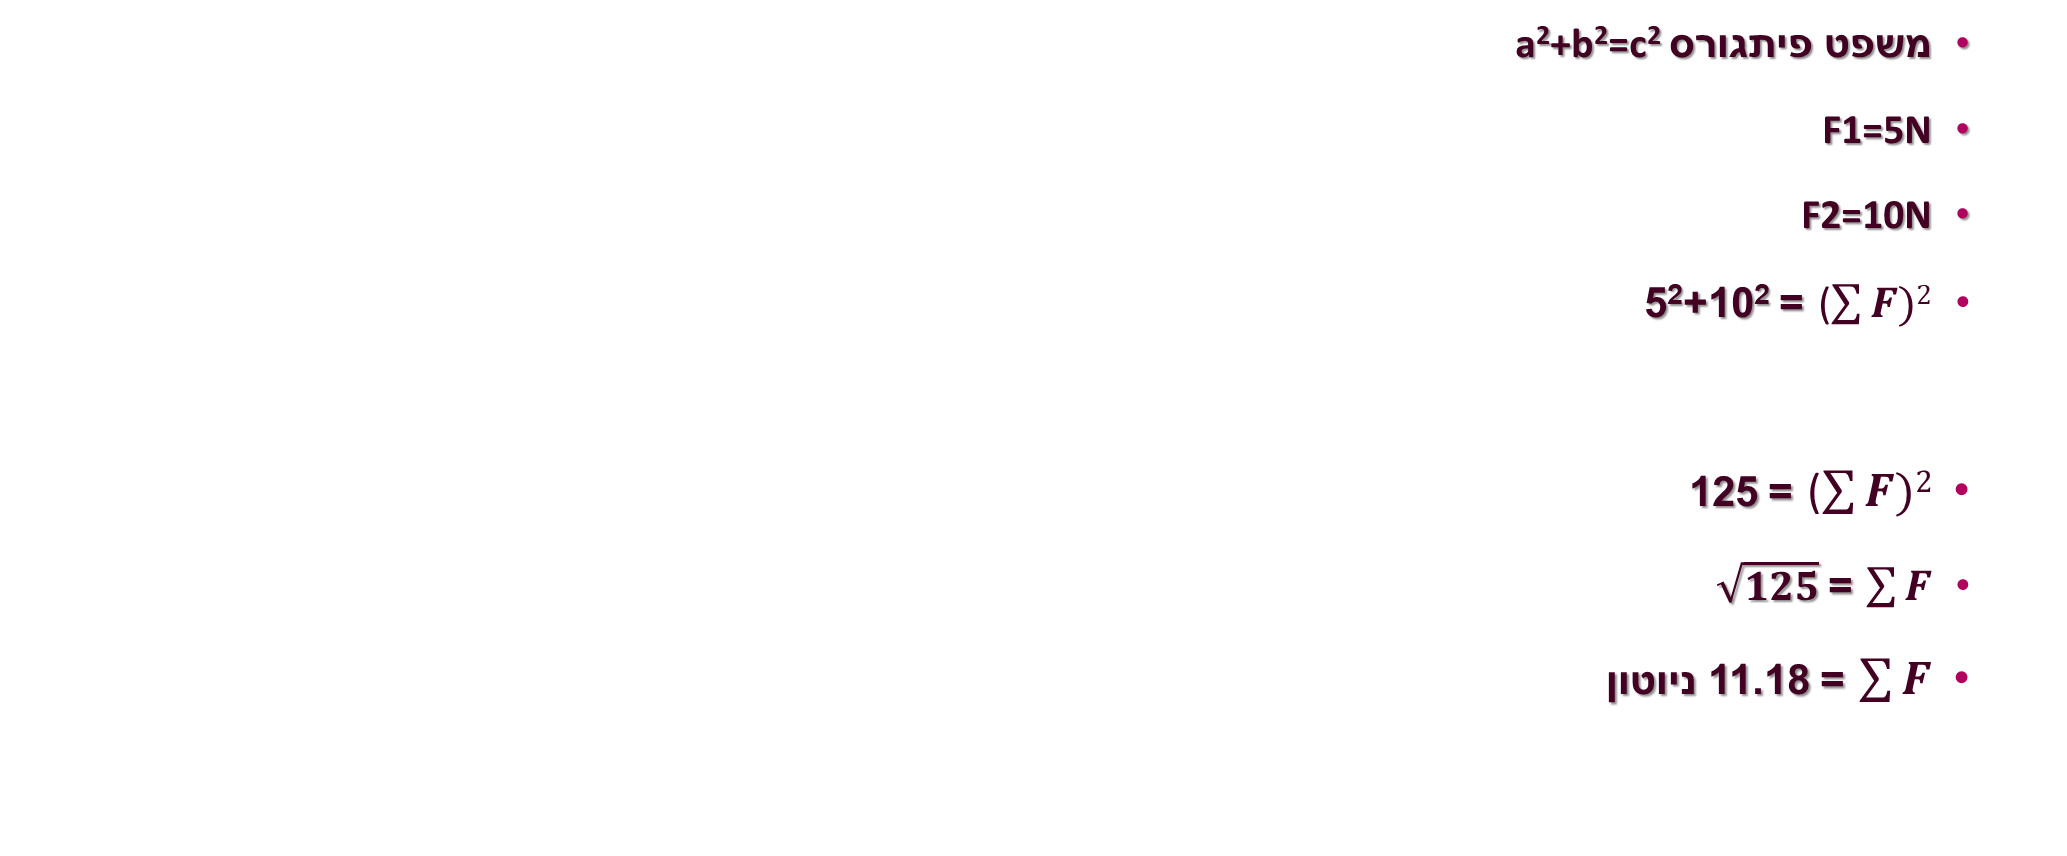 • משפט פיתגורס a²+b²=c²
• F1=5N
• F2=10N
• 5²+10² = (∑ F)²
• 125 = (∑ F)²
• √125 = ∑ F
• ∑ F = 11.18 ניוטון